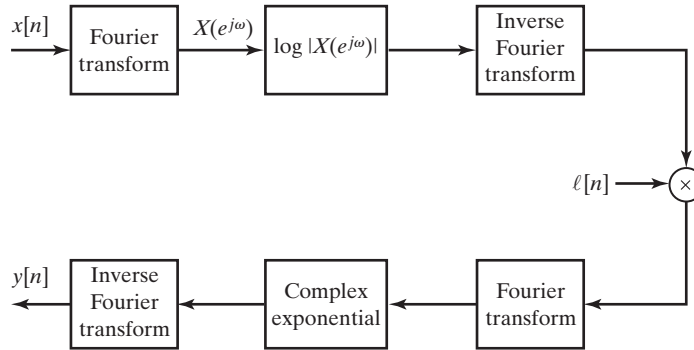 x[n]
Fourier
transform
X(e^{jω})
log |X(e^{jω})|
Inverse
Fourier
transform
ℓ[n]
×
y[n]
Inverse
Fourier
transform
Complex
exponential
Fourier
transform